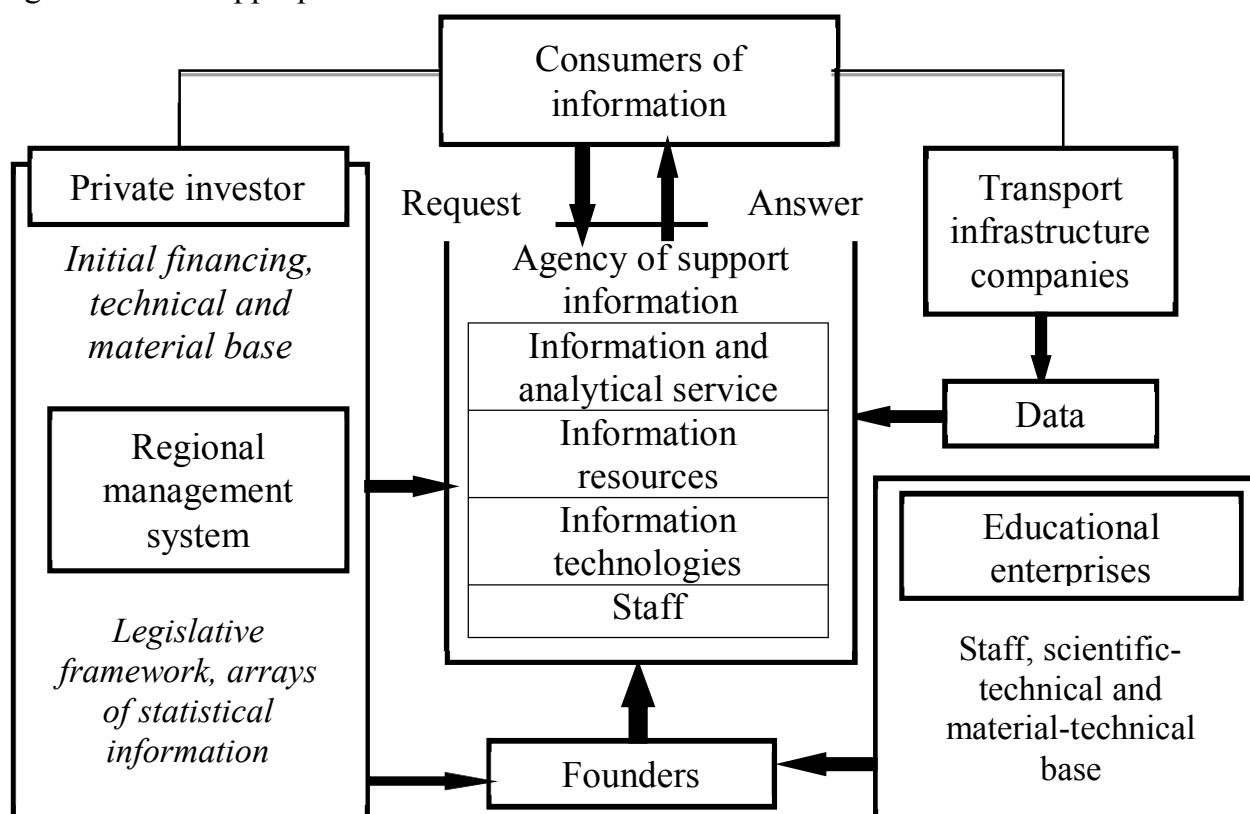 Consumers of
information
Private investor
Request
Answer
Transport
infrastructure
companies
Initial financing,
technical and
material base
Agency of support
information
Information and
analytical service
Information
resources
Information
technologies
Staff
Data
Regional
management
system
Educational
enterprises
Legislative
framework, arrays
of statistical
information
Staff, scientific-
technical and
material-technical
base
Founders